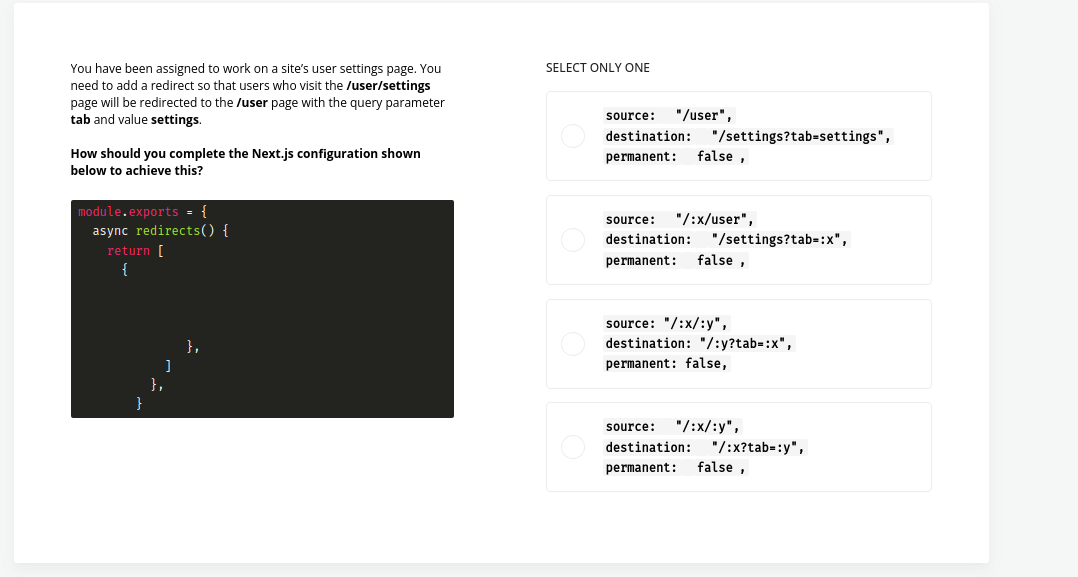 You have been assigned to work on a site’s user settings page. You
need to add a redirect so that users who visit the /user/settings
page will be redirected to the /user page with the query parameter
tab and value settings.
How should you complete the Next.js configuration shown
below to achieve this?
module.exports = {
async redirects() {
return [
{
},
]
},
}
SELECT ONLY ONE
source: "/user",
destination: "/settings?tab=settings",
permanent: false ,
source: "/:x/user",
destination: "/settings?tab=:x",
permanent: false ,
source: "/:x/:y",
destination: "/:y?tab=:x",
permanent: false,
source: "/:x/:y",
destination: "/:x?tab=:y",
permanent: false ,